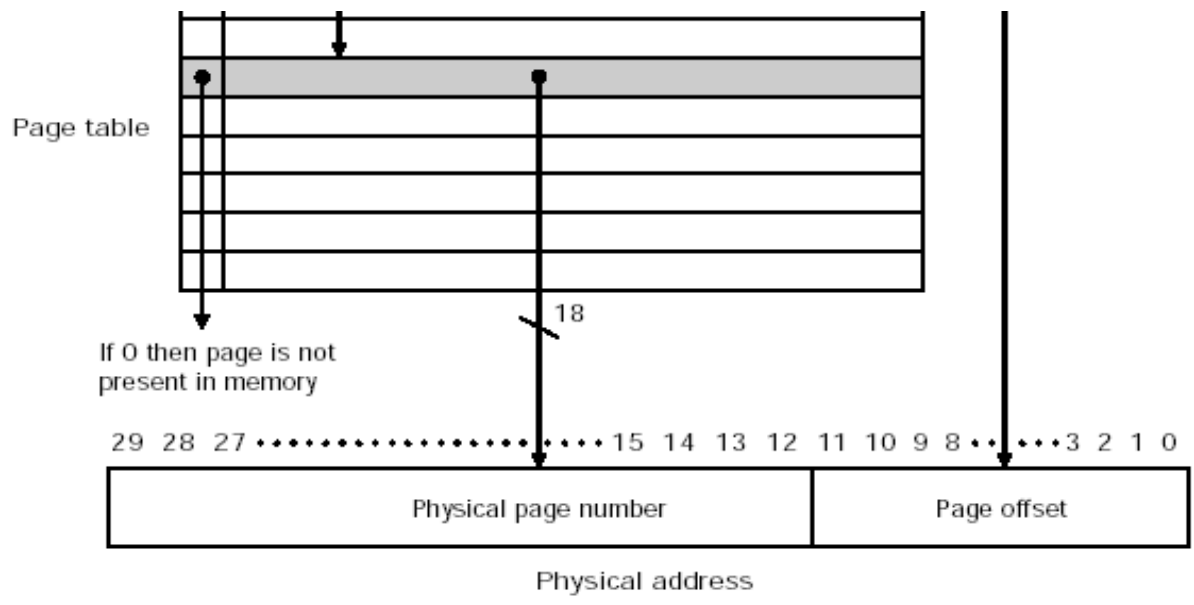 Page table
18
If 0 then page is not
present in memory
29 28 27 ..................... 15 14 13 12 11 10 9 8 ...... 3 2 1 0
Physical page number Page offset
Physical address